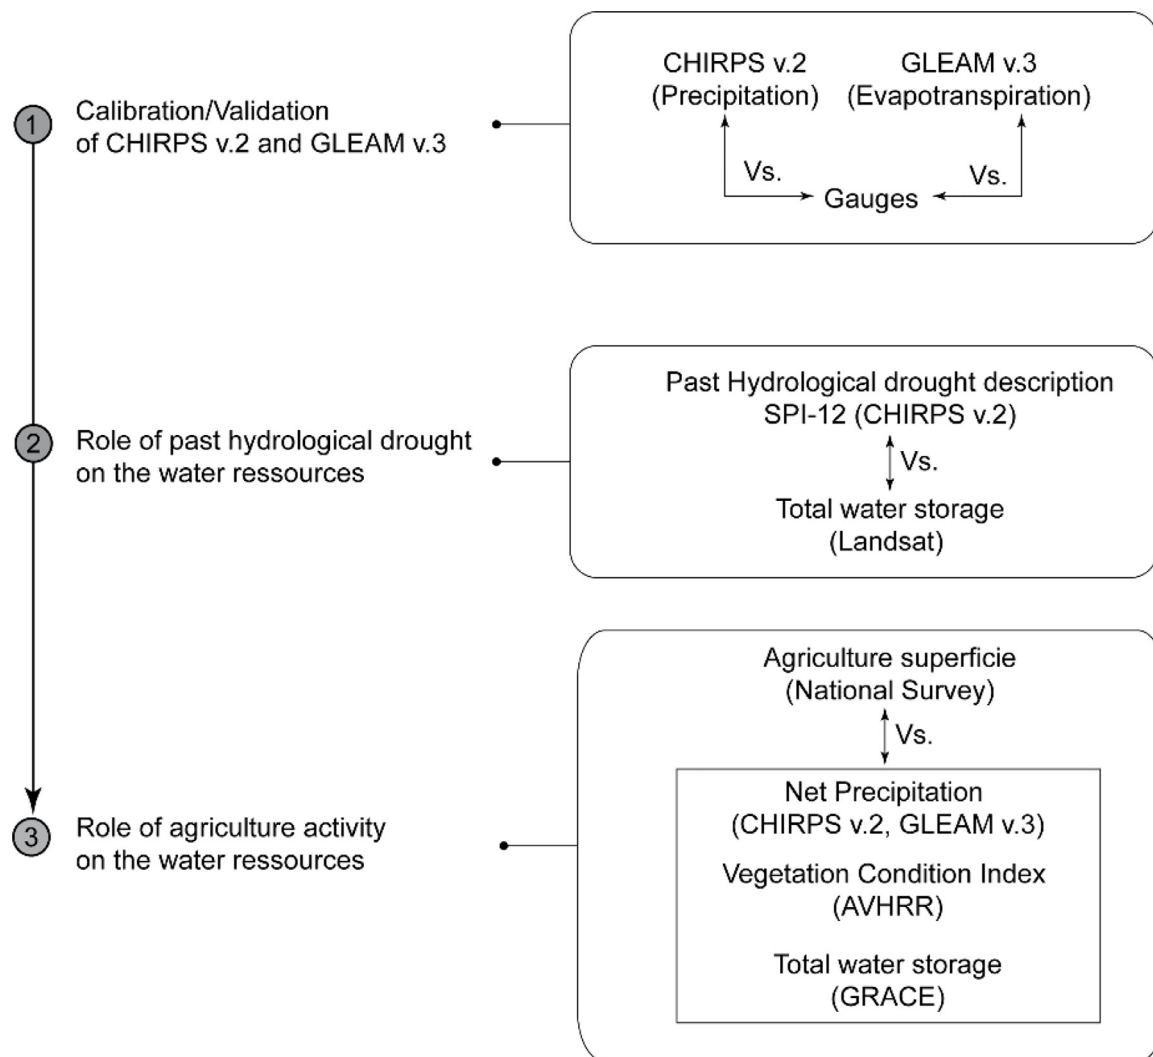 1
Calibration/Validation
of CHIRPS v.2 and GLEAM v.3
CHIRPS v.2
(Precipitation)
GLEAM v.3
(Evapotranspiration)
Vs.
Vs.
Gauges
2
Role of past hydrological drought
on the water ressources
Past Hydrological drought description
SPI-12 (CHIRPS v.2)
Vs.
Total water storage
(Landsat)
3
Role of agriculture activity
on the water ressources
Agriculture superficie
(National Survey)
Vs.
Net Precipitation
(CHIRPS v.2, GLEAM v.3)
Vegetation Condition Index
(AVHRR)
Total water storage
(GRACE)